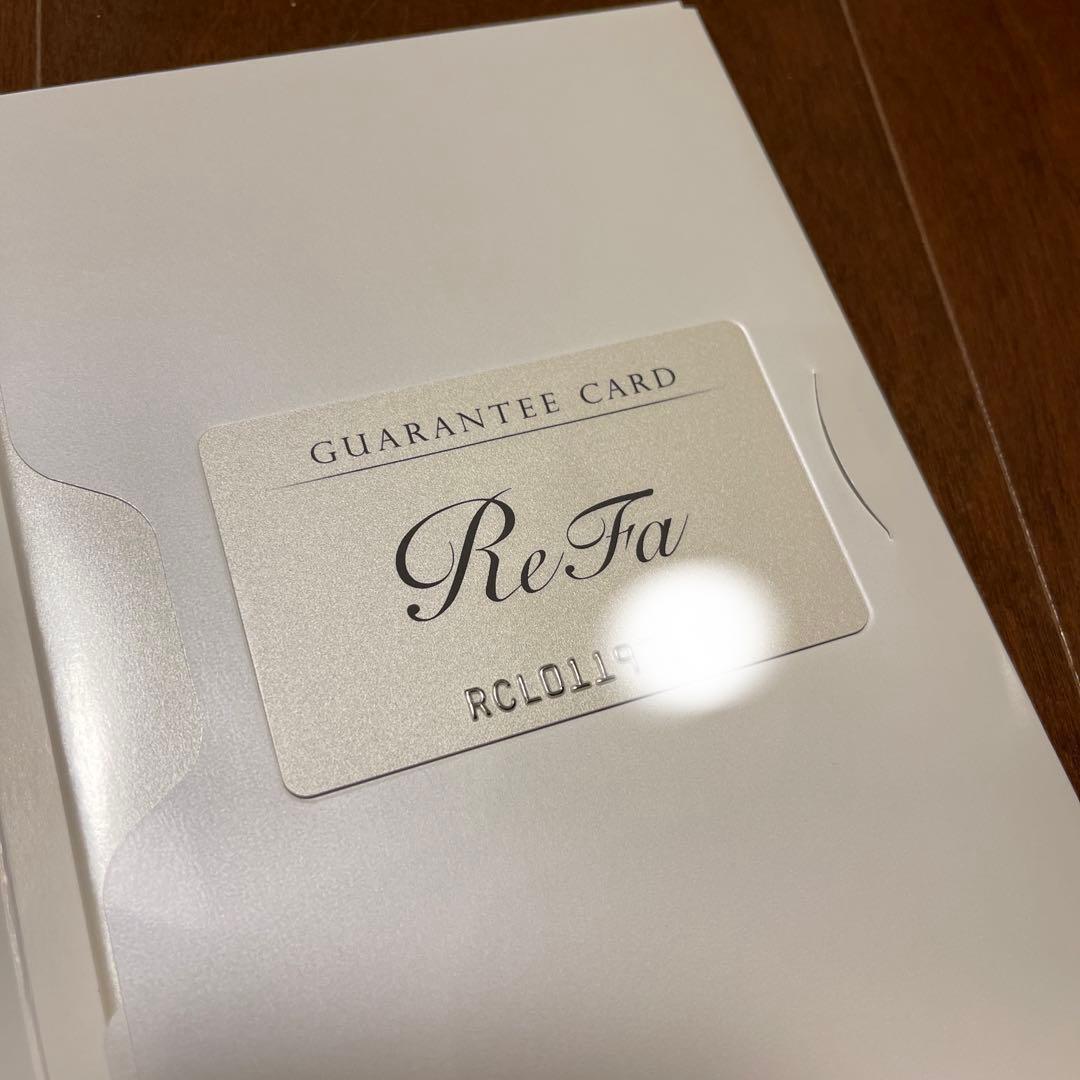 GUARANTEE CARD
ReFa
RCL0119